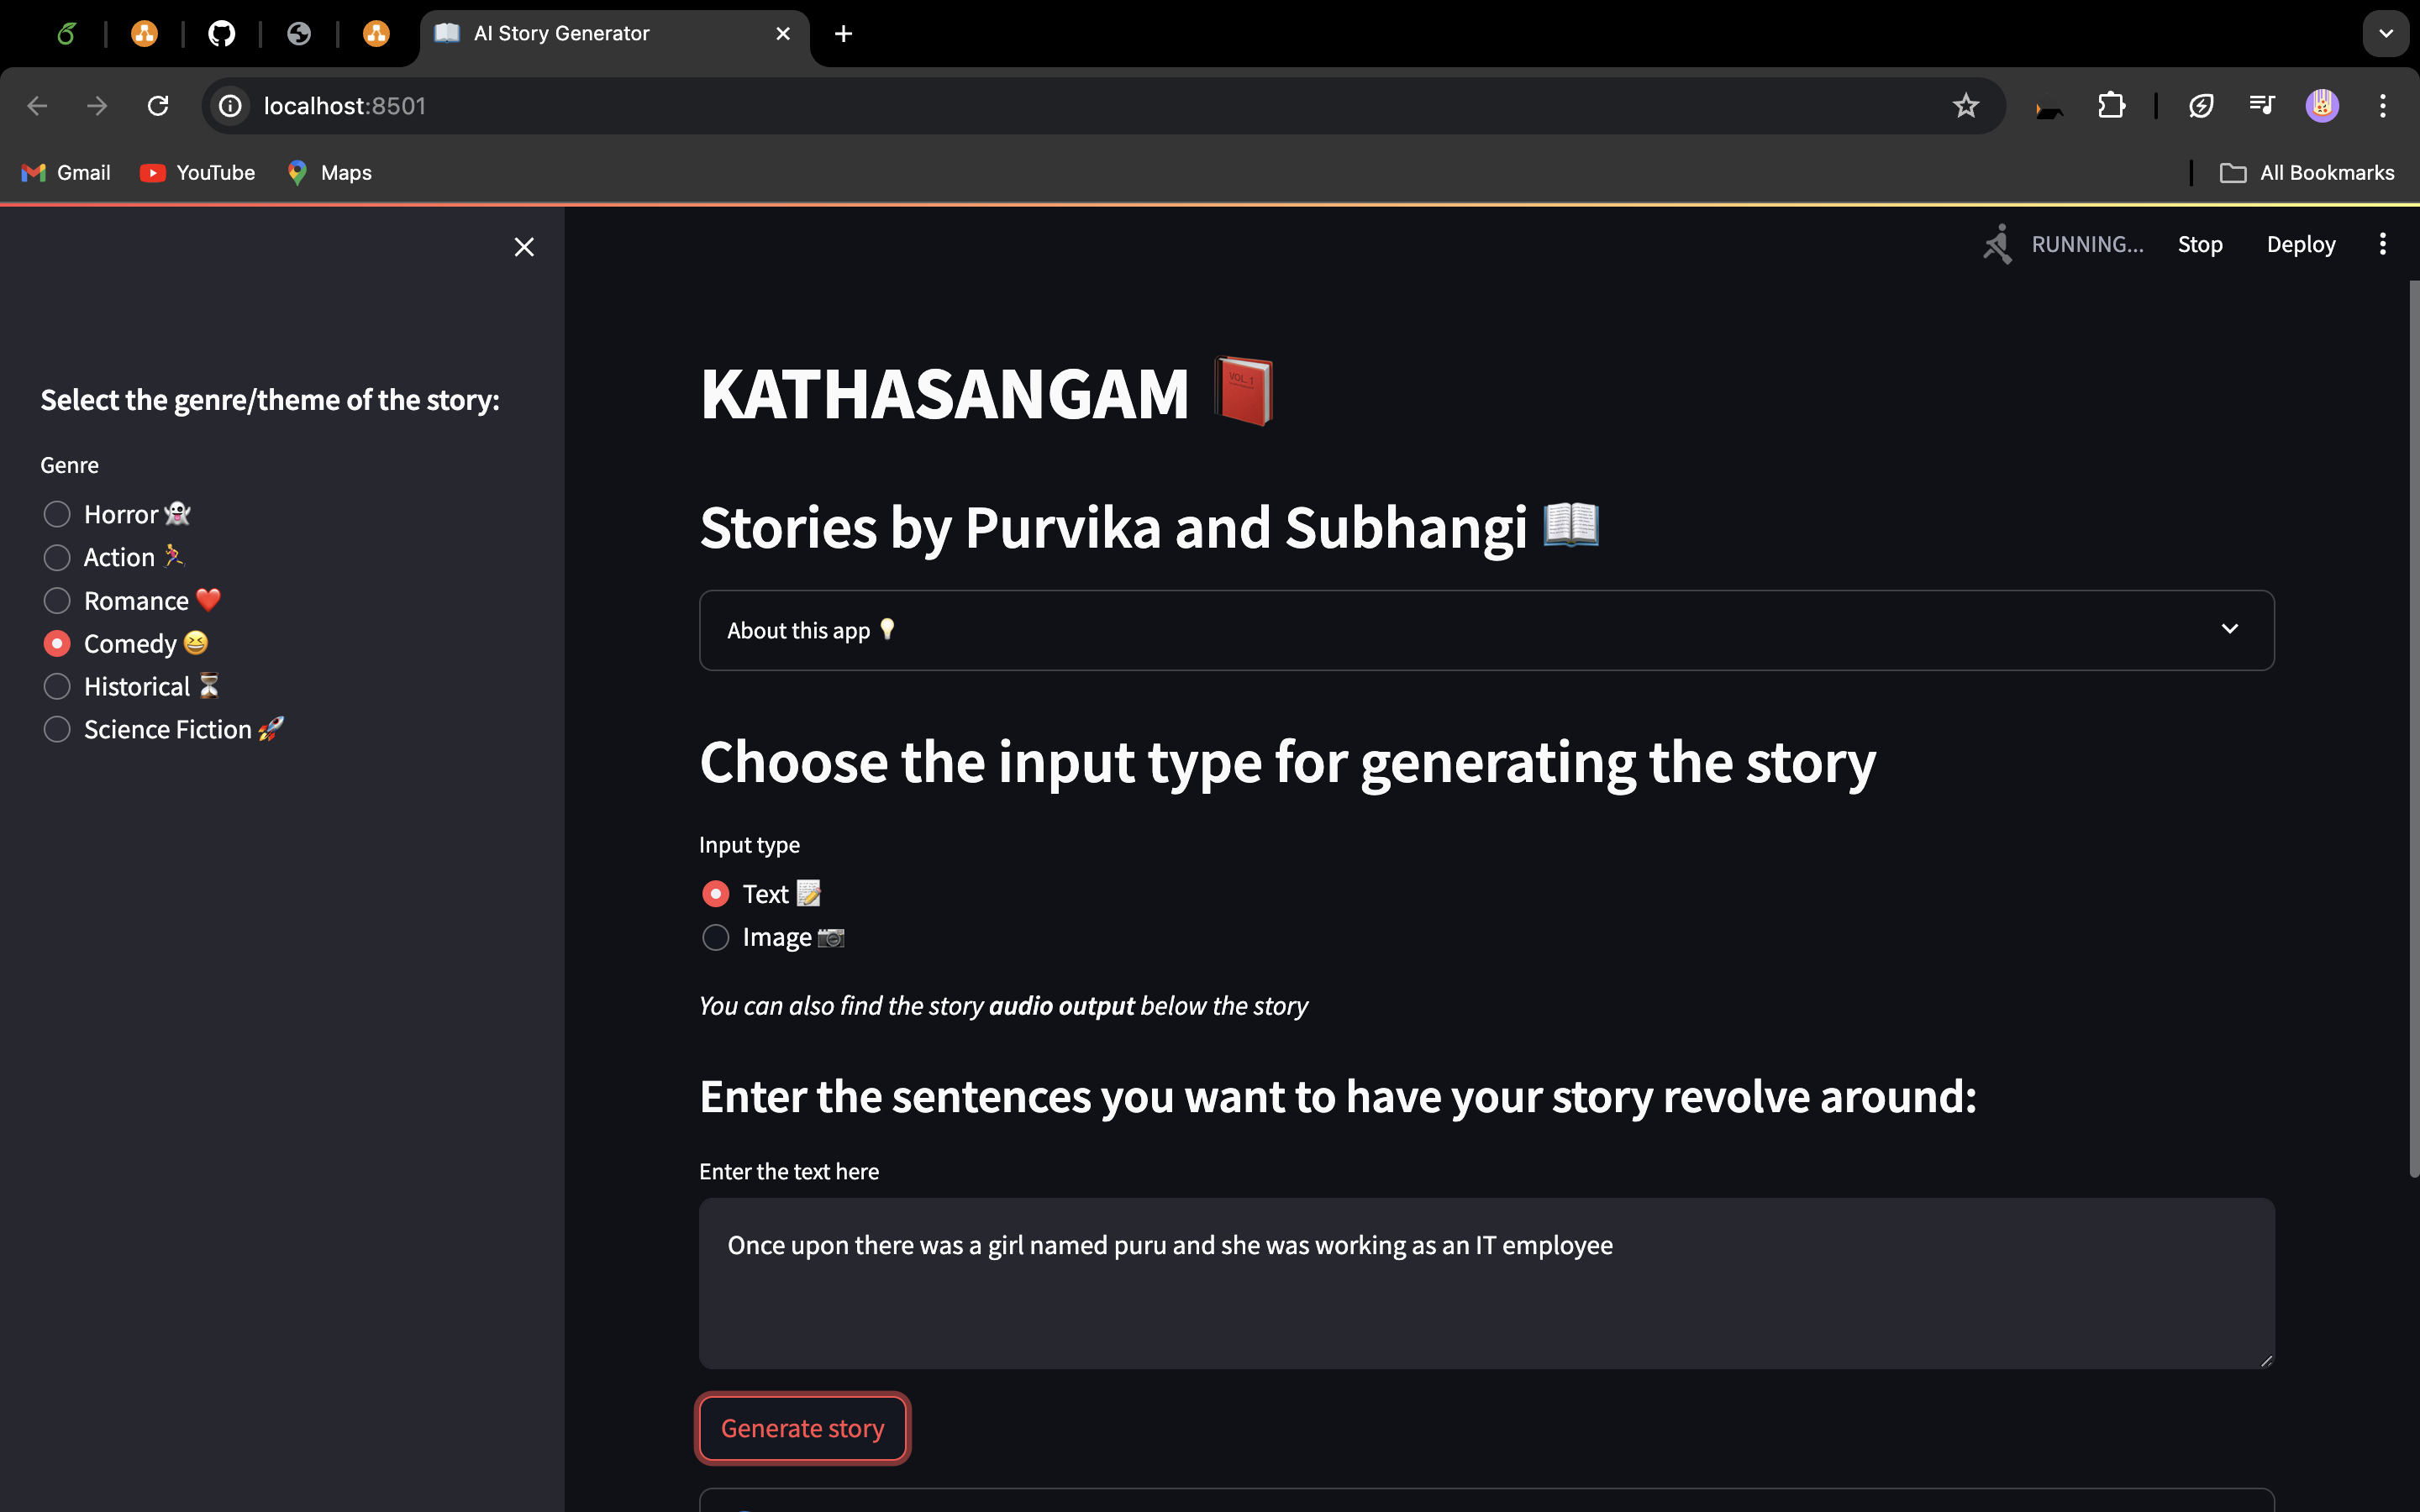 AI Story Generator
localhost:8501
Gmail
YouTube
Maps
All Bookmarks
RUNNING...
Stop
Deploy
Select the genre/theme of the story:
Genre
Horror 👻
Action 🏃
Romance ❤️
Comedy 😆
Historical ⏳
Science Fiction 🚀
KATHASANGAM 📕
Stories by Purvika and Subhangi 📖
About this app 💡
Choose the input type for generating the story
Input type
Text 📝
Image 📷
You can also find the story audio output below the story
Enter the sentences you want to have your story revolve around:
Enter the text here
Once upon there was a girl named puru and she was working as an IT employee
Generate story